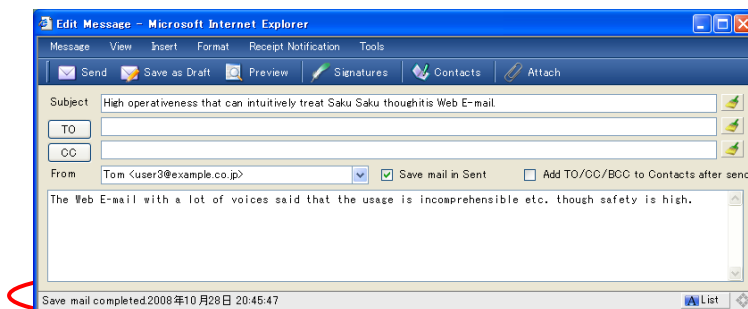 Edit Message - Microsoft Internet Explorer
Message View Insert Format Receipt Notification Tools
Send Save as Draft Preview Signatures Contacts Attach
Subject High operativeness that can intuitively treat Saku Saku thoughitis Web E-mail.
TO
CC
From Tom <user3@example.co.jp> Save mail in Sent Add TO/CC/BCC to Contacts after send
The Web E-mail with a lot of voices said that the usage is incomprehensible etc. though safety is high.
Save mail completed.2008年10月28日 20:45:47 A List